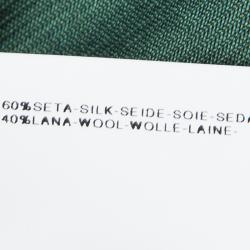 60%SETA-SILK-SEIDE-SOIE-SEDA
40%LANA-WOOL-WOLLE-LAINE-